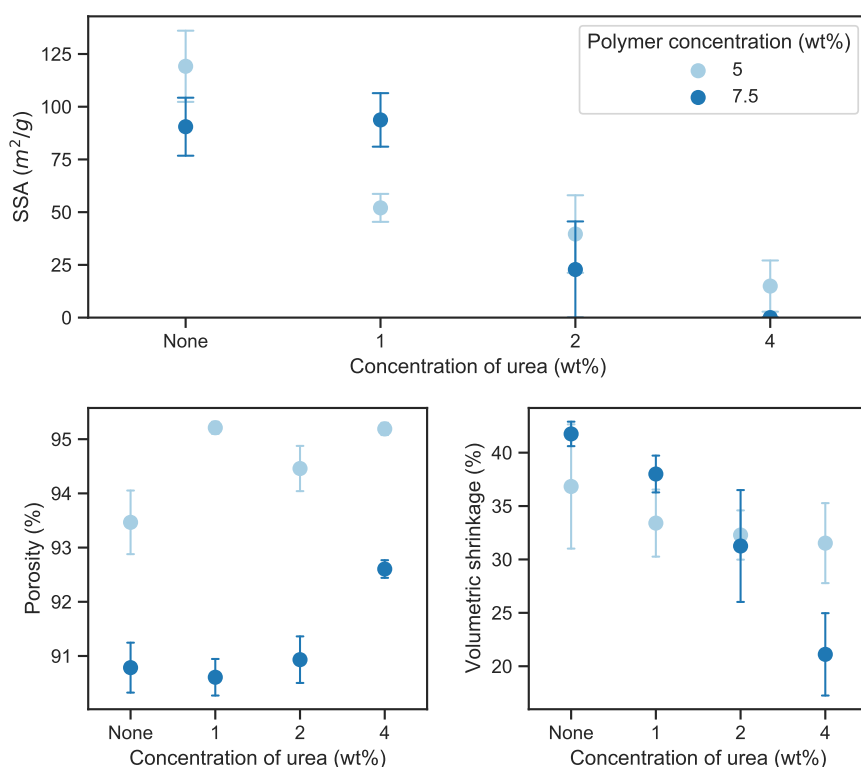 Polymer concentration (wt%)
5
7.5
SSA (m²/g)
125
100
75
50
25
0
None 1 2 4
Concentration of urea (wt%)
Porosity (%)
95
94
93
92
91
None 1 2 4
Concentration of urea (wt%)
Volumetric shrinkage (%)
40
35
30
25
20
None 1 2 4
Concentration of urea (wt%)